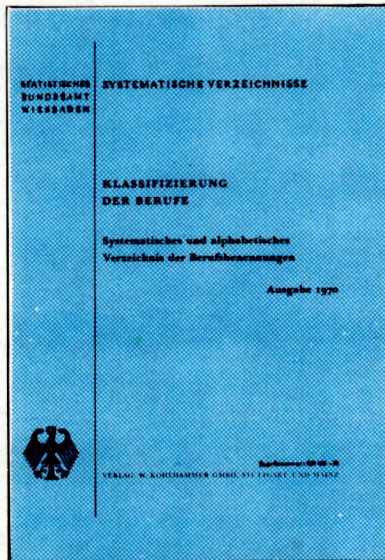 STATISTISCHES
BUNDESAMT
WIESBADEN
SYSTEMATISCHE VERZEICHNISSE
KLASSIFIZIERUNG
DER BERUFE
Systematisches und alphabetisches
Verzeichnis der Berufsbenennungen
Ausgabe 1970
VERLAG: W. KOHLHAMMER GMBH, STUTTGART UND MAINZ